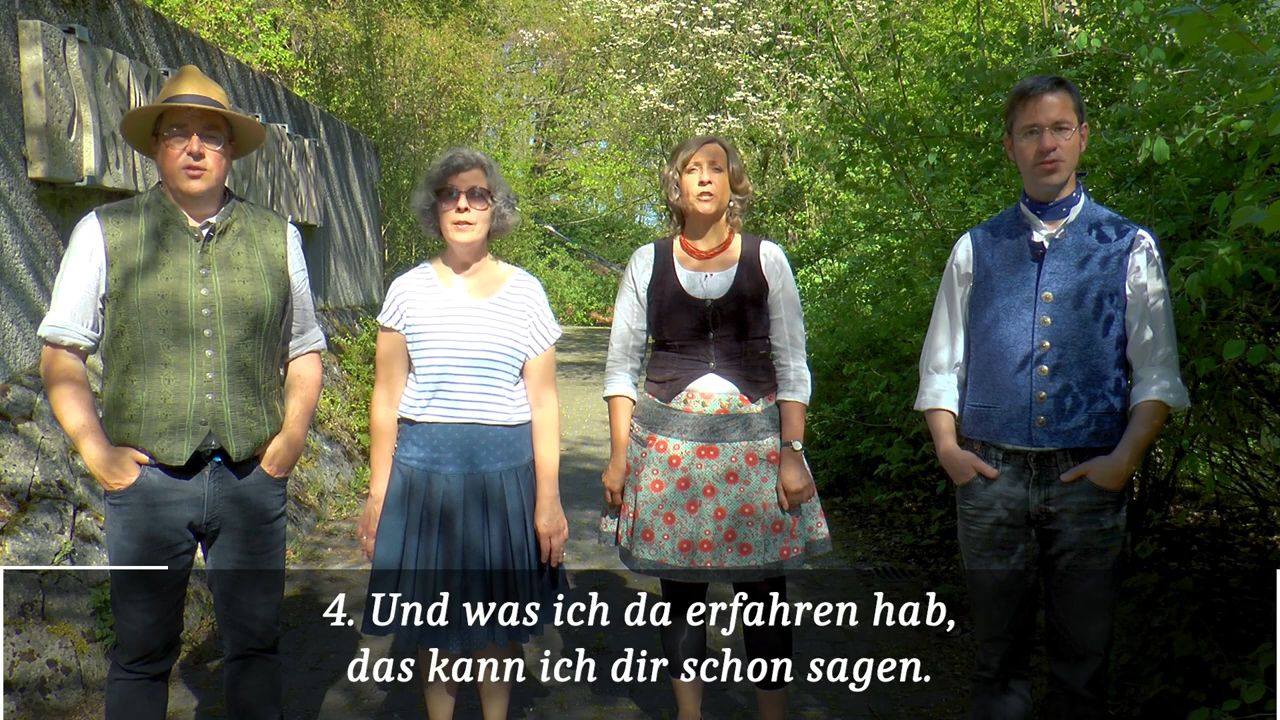 4. Und was ich da erfahren hab,
das kann ich dir schon sagen.